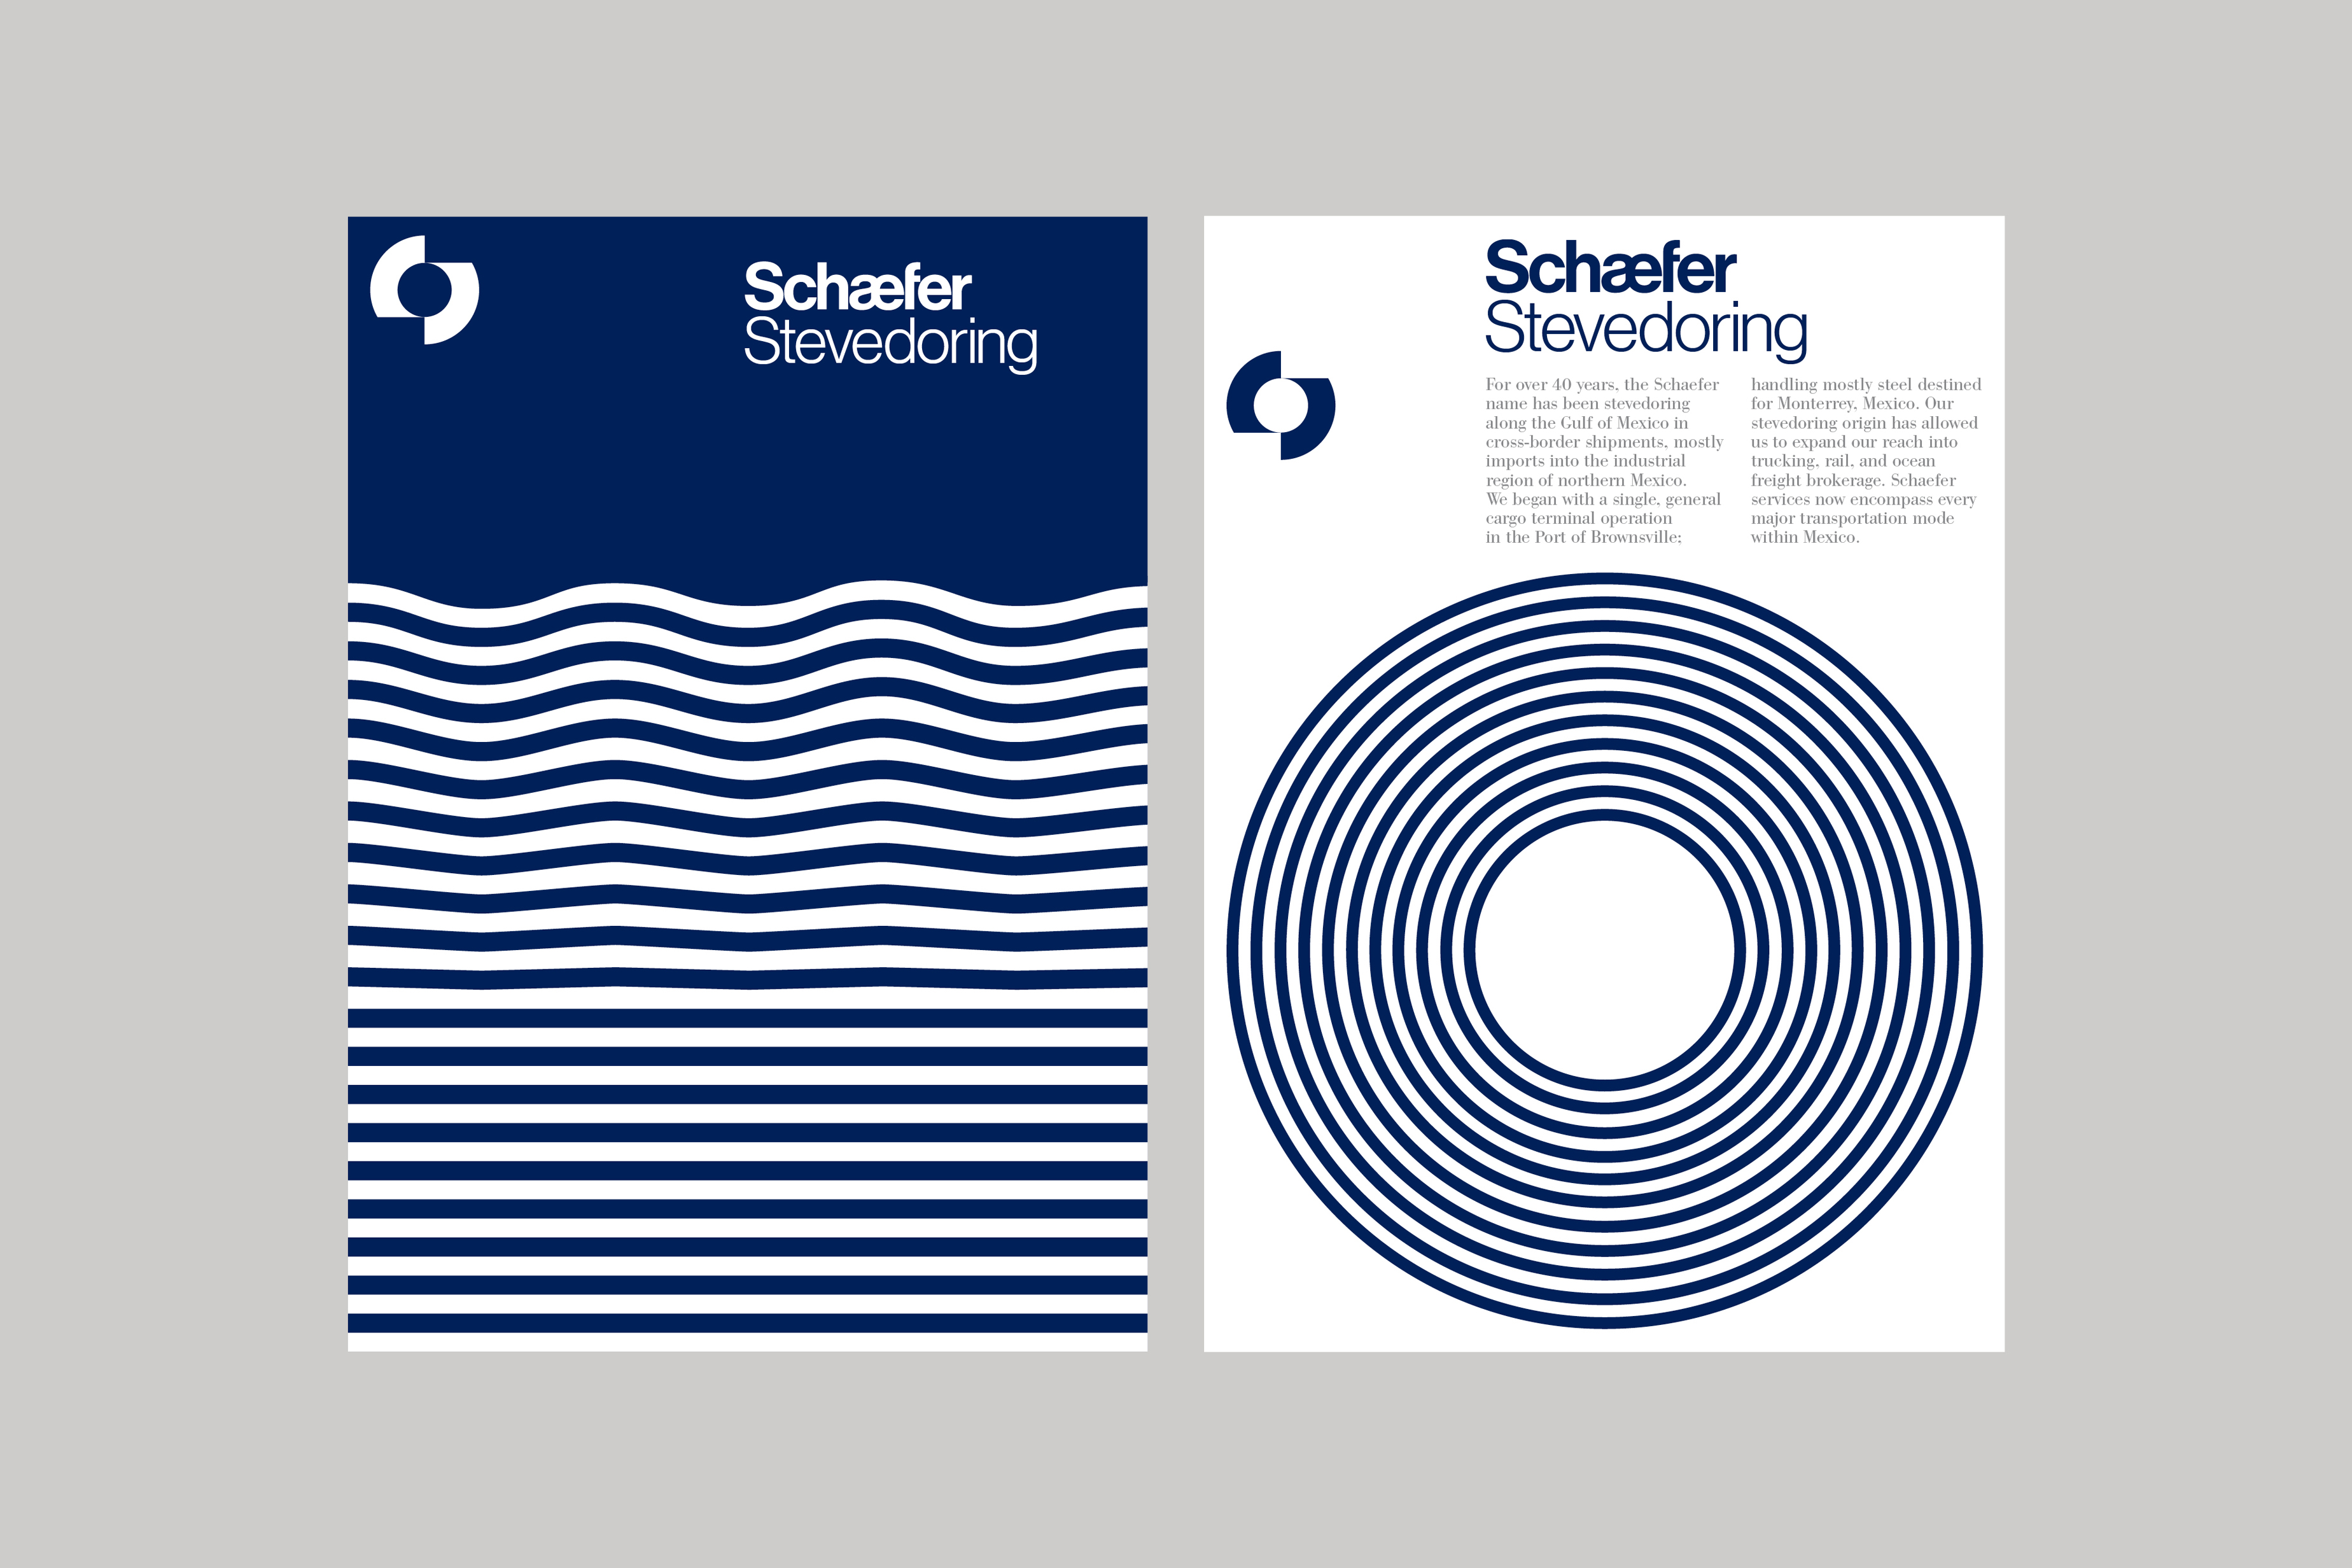 Schæfer
Stevedoring
Schæfer
Stevedoring
For over 40 years, the Schaefer
name has been stevedoring
along the Gulf of Mexico in
cross-border shipments, mostly
imports into the industrial
region of northern Mexico.
We began with a single, general
cargo terminal operation
in the Port of Brownsville;
handling mostly steel destined
for Monterrey, Mexico. Our
stevedoring origin has allowed
us to expand our reach into
trucking, rail, and ocean
freight brokerage. Schaefer
services now encompass every
major transportation mode
within Mexico.